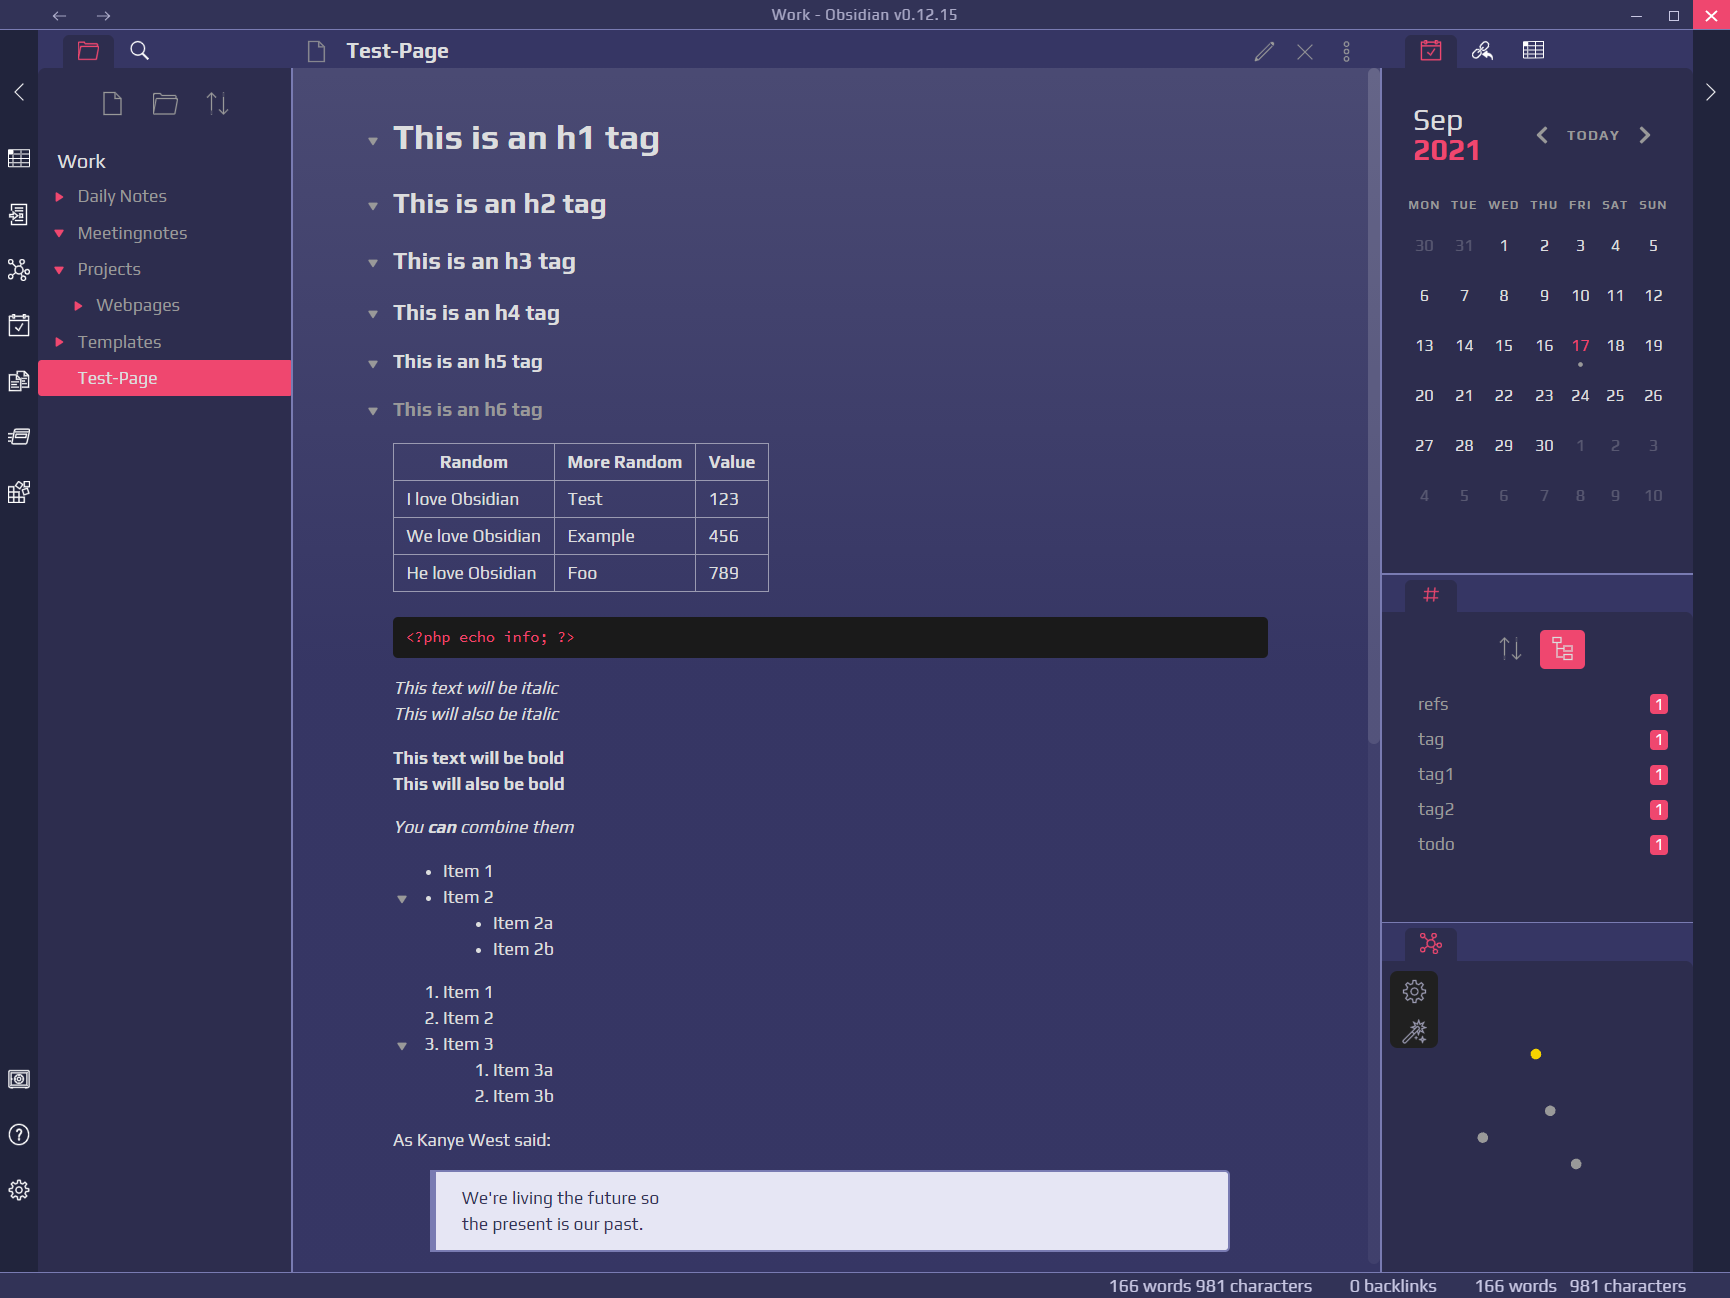 Work - Obsidian v0.12.15
Test-Page
Work
Daily Notes
Meetingnotes
Projects
Webpages
Templates
Test-Page
This is an h1 tag
This is an h2 tag
This is an h3 tag
This is an h4 tag
This is an h5 tag
This is an h6 tag
Random More Random Value
I love Obsidian Test 123
We love Obsidian Example 456
He love Obsidian Foo 789
<?php echo info; ?>
This text will be italic
This will also be italic
This text will be bold
This will also be bold
You can combine them
• Item 1
• Item 2
• Item 2a
• Item 2b
1. Item 1
2. Item 2
3. Item 3
1. Item 3a
2. Item 3b
As Kanye West said:
We're living the future so
the present is our past.
Sep
2021
TODAY
MON TUE WED THU FRI SAT SUN
30 31 1 2 3 4 5
6 7 8 9 10 11 12
13 14 15 16 17 18 19
20 21 22 23 24 25 26
27 28 29 30 1 2 3
4 5 6 7 8 9 10
#
refs 1
tag 1
tag1 1
tag2 1
todo 1
166 words 981 characters 0 backlinks 166 words 981 characters